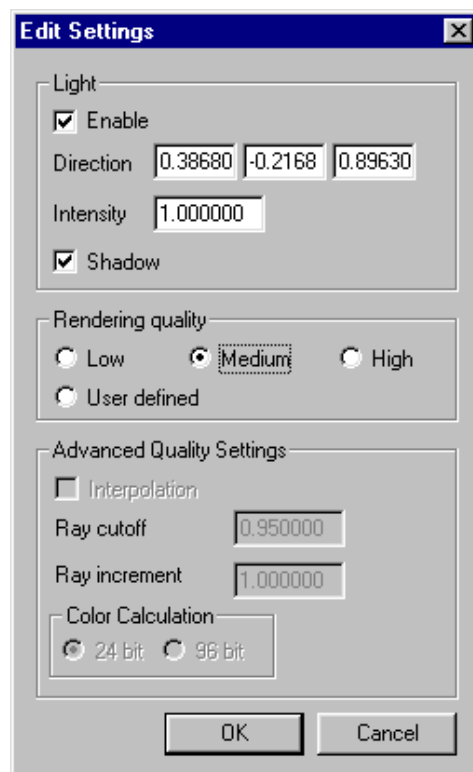 Edit Settings
Light
Enable
Direction 0.38680 -0.2168 0.89630
Intensity 1.000000
Shadow
Rendering quality
Low Medium High
User defined
Advanced Quality Settings
Interpolation
Ray cutoff 0.950000
Ray increment 1.000000
Color Calculation
24 bit 96 bit
OK Cancel